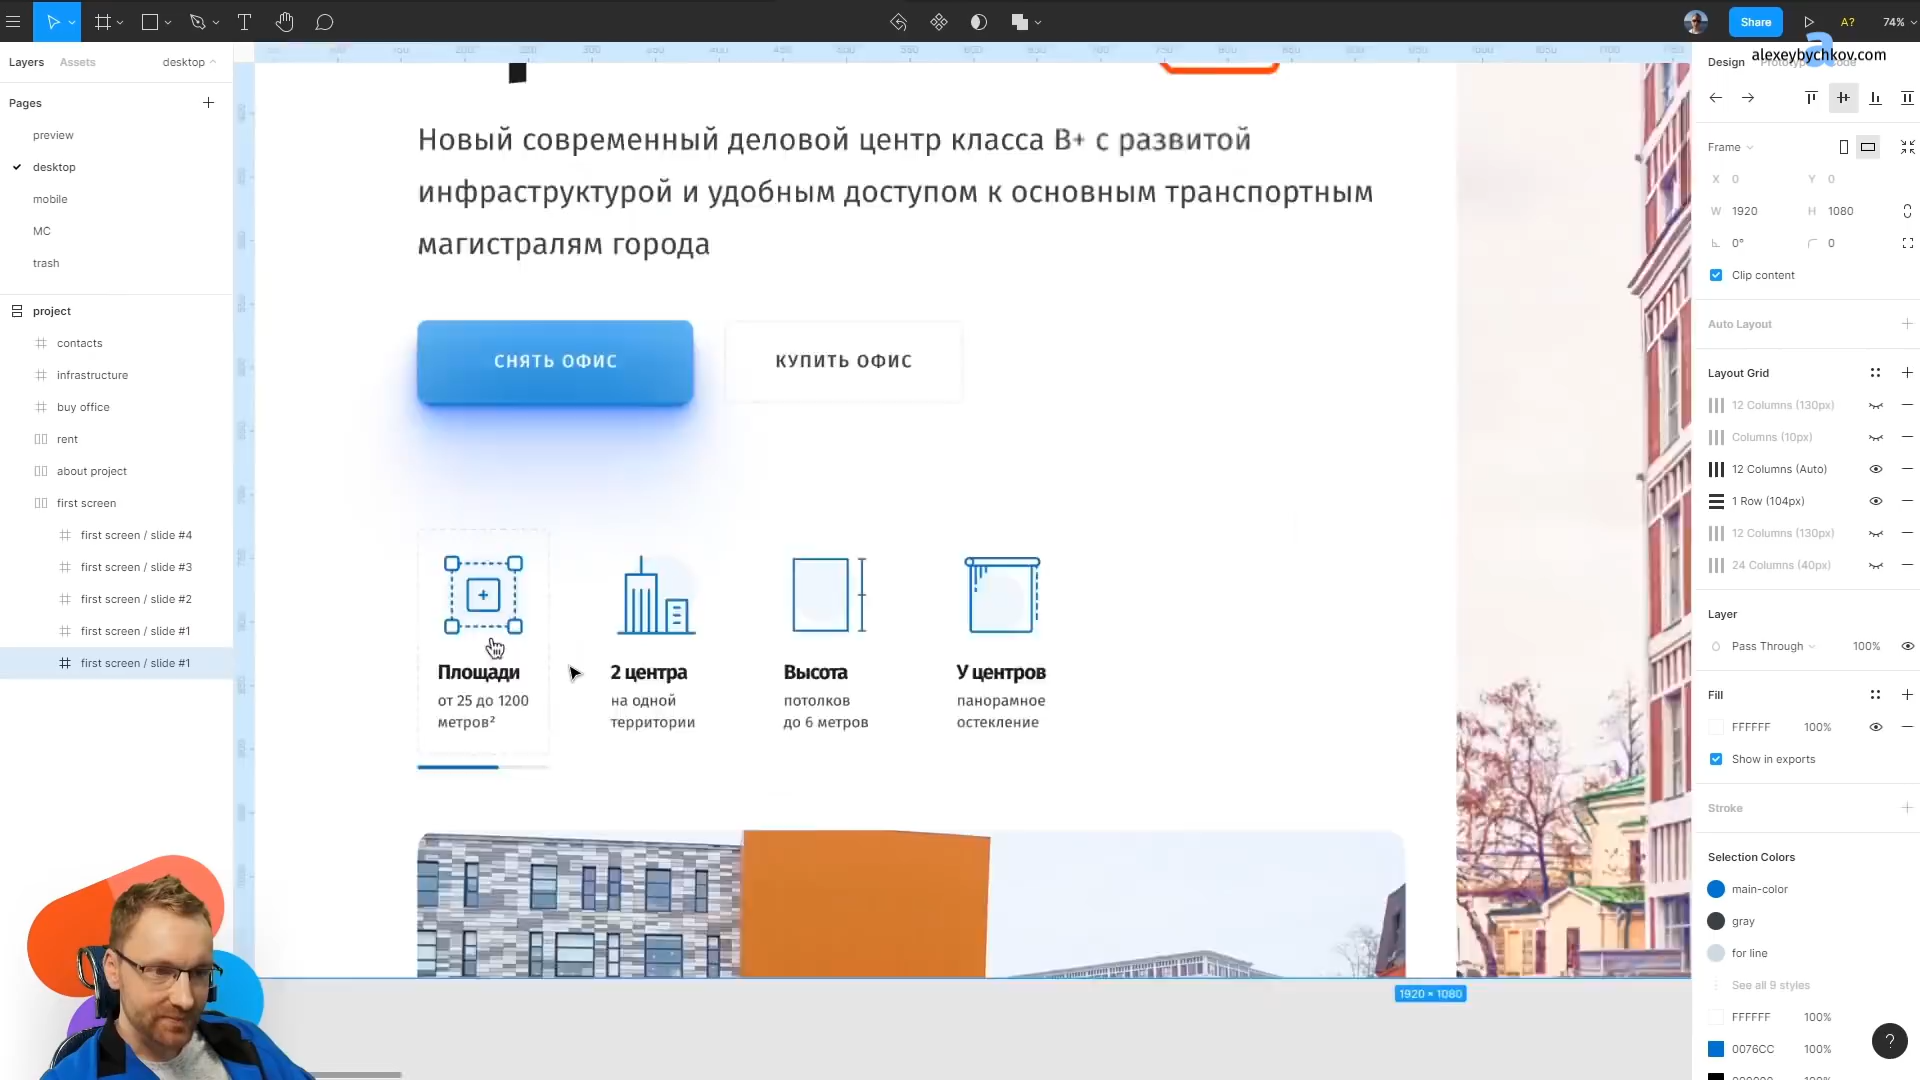 Share
A?
74%
Layers
Assets
desktop
alexeybychkov.com
Design
Pages
preview
desktop
mobile
MC
trash
project
contacts
infrastructure
buy office
rent
about project
first screen
first screen / slide #4
first screen / slide #3
first screen / slide #2
first screen / slide #1
first screen / slide #1
Новый современный деловой центр класса В+ с развитой
инфраструктурой и удобным доступом к основным транспортным
магистралям города
СНЯТЬ ОФИС
КУПИТЬ ОФИС
Площади
от 25 до 1200
метров²
2 центра
на одной
территории
Высота
потолков
до 6 метров
У центров
панорамное
остекление
1920 × 1080
Frame
X 0
Y 0
W 1920
H 1080
0°
0
Clip content
Auto Layout
Layout Grid
12 Columns (130px)
Columns (10px)
12 Columns (Auto)
1 Row (104px)
12 Columns (130px)
24 Columns (40px)
Layer
Pass Through
100%
Fill
FFFFFF 100%
Show in exports
Stroke
Selection Colors
main-color
gray
for line
See all 9 styles
FFFFFF 100%
0076CC 100%
?